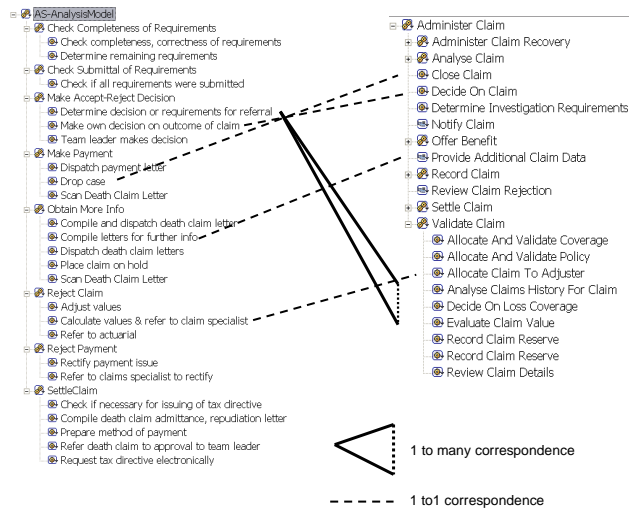 AS-AnalysisModel
Check Completeness of Requirements
Check completeness, correctness of requirements
Determine remaining requirements
Check Submittal of Requirements
Check if all requirements were submitted
Make Accept-Reject Decision
Determine decision or requirements for referral
Make own decision on outcome of claim
Team leader makes decision
Make Payment
Dispatch payment letter
Drop case
Scan Death Claim Letter
Obtain More Info
Compile and dispatch death claim letter
Compile letters for further info
Dispatch death claim letters
Place claim on hold
Scan Death Claim Letter
Reject Claim
Adjust values
Calculate values & refer to claim specialist
Refer to actuarial
Reject Payment
Rectify payment issue
Refer to claims specialist to rectify
SettleClaim
Check if necessary for issuing of tax directive
Compile death claim admittance, repudiation letter
Prepare method of payment
Refer death claim to approval to team leader
Request tax directive electronically
Administer Claim
Administer Claim Recovery
Analyse Claim
Close Claim
Decide On Claim
Determine Investigation Requirements
Notify Claim
Offer Benefit
Provide Additional Claim Data
Record Claim
Review Claim Rejection
Settle Claim
Validate Claim
Allocate And Validate Coverage
Allocate And Validate Policy
Allocate Claim To Adjuster
Analyse Claims History For Claim
Decide On Loss Coverage
Evaluate Claim Value
Record Claim Reserve
Record Claim Reserve
Review Claim Details
1 to many correspondence
1 to1 correspondence